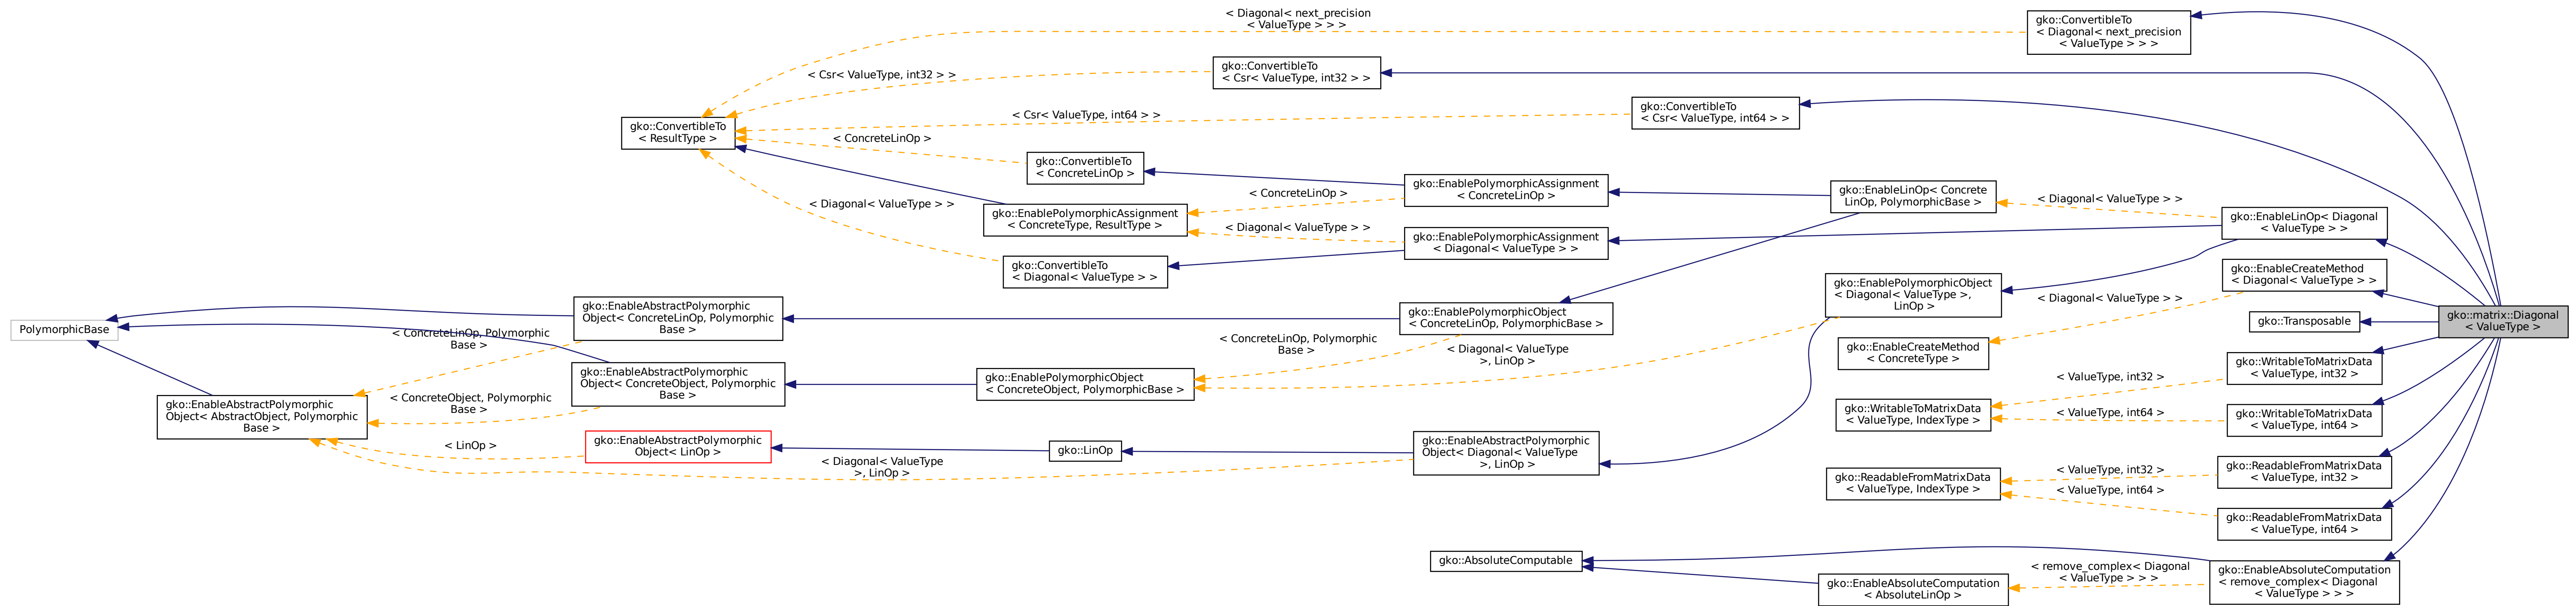 < Diagonal< next_precision
< ValueType > > >
gko::ConvertibleTo
< Diagonal< next_precision
< ValueType > > >
< Csr< ValueType, int32 > >
gko::ConvertibleTo
< Csr< ValueType, int32 > >
gko::ConvertibleTo
< ResultType >
< Csr< ValueType, int64 > >
gko::ConvertibleTo
< Csr< ValueType, int64 > >
< ConcreteLinOp >
gko::ConvertibleTo
< ConcreteLinOp >
< Diagonal< ValueType > >
gko::EnablePolymorphicAssignment
< ConcreteType, ResultType >
< ConcreteLinOp >
gko::EnablePolymorphicAssignment
< ConcreteLinOp >
gko::EnableLinOp< Concrete
LinOp, PolymorphicBase >
< Diagonal< ValueType > >
gko::EnableLinOp< Diagonal
< ValueType > >
< Diagonal< ValueType > >
gko::EnablePolymorphicAssignment
< Diagonal< ValueType > >
gko::ConvertibleTo
< Diagonal< ValueType > >
gko::EnablePolymorphicObject
< Diagonal< ValueType >,
LinOp >
< Diagonal< ValueType > >
gko::EnableCreateMethod
< Diagonal< ValueType > >
PolymorphicBase
gko::EnableAbstractPolymorphic
Object< ConcreteLinOp, Polymorphic
Base >
gko::EnablePolymorphicObject
< ConcreteLinOp, PolymorphicBase >
gko::Transposable
gko::matrix::Diagonal
< ValueType >
< ConcreteLinOp, Polymorphic
Base >
< ConcreteLinOp, Polymorphic
Base >
< Diagonal< ValueType
>, LinOp >
gko::EnableCreateMethod
< ConcreteType >
gko::EnableAbstractPolymorphic
Object< ConcreteObject, Polymorphic
Base >
gko::EnablePolymorphicObject
< ConcreteObject, PolymorphicBase >
< ValueType, int32 >
gko::WritableToMatrixData
< ValueType, int32 >
gko::EnableAbstractPolymorphic
Object< AbstractObject, Polymorphic
Base >
< ConcreteObject, Polymorphic
Base >
gko::WritableToMatrixData
< ValueType, IndexType >
< ValueType, int64 >
gko::WritableToMatrixData
< ValueType, int64 >
< LinOp >
gko::EnableAbstractPolymorphic
Object< LinOp >
gko::LinOp
gko::EnableAbstractPolymorphic
Object< Diagonal< ValueType
>, LinOp >
< Diagonal< ValueType
>, LinOp >
gko::ReadableFromMatrixData
< ValueType, IndexType >
< ValueType, int32 >
gko::ReadableFromMatrixData
< ValueType, int32 >
< ValueType, int64 >
gko::ReadableFromMatrixData
< ValueType, int64 >
gko::AbsoluteComputable
gko::EnableAbsoluteComputation
< AbsoluteLinOp >
< remove_complex< Diagonal
< ValueType > > >
gko::EnableAbsoluteComputation
< remove_complex< Diagonal
< ValueType > > >